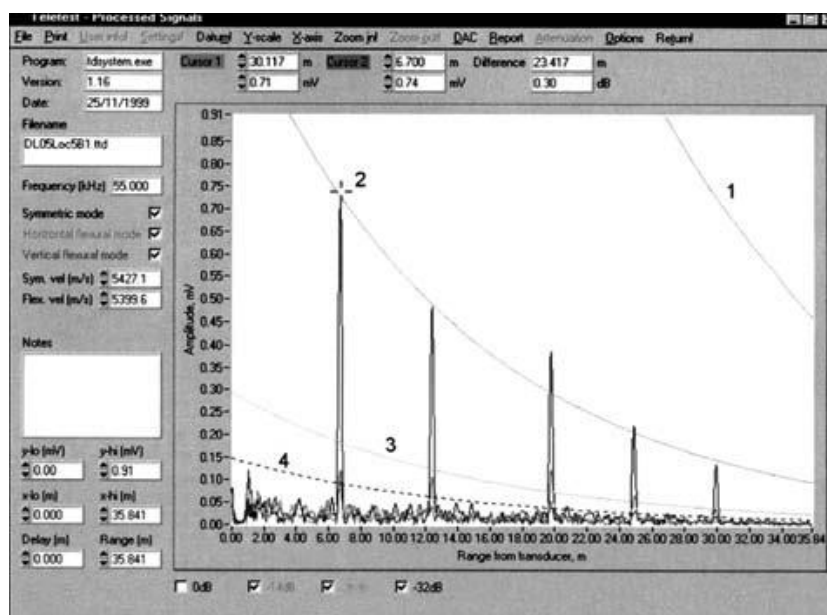 Teletest - Processed Signals
File Print User info! Settings! Datum! Y-scale X-axis Zoom in! Zoom out! DAC Report Attenuation Options Return!
Program: tdsystem.exe
Version: 1.16
Date: 25/11/1999
Cursor 1 30.117 m Cursor 2 6.700 m Difference 23.417 m
0.71 mV 0.74 mV 0.30 dB
Filename
DL05Loc5B1.ttd
Frequency (kHz) 55.000
Symmetric mode
Horizontal flexural mode
Vertical flexural mode
Sym. vel (m/s) 5427.1
Flex. vel (m/s) 5399.6
Notes
y-lo (mV) y-hi (mV)
0.00 0.91
x-lo (m) x-hi (m)
0.000 35.841
Delay (m) Range (m)
0.000 35.841
Amplitude, mV
0.91
0.85
0.80
0.75
0.70
0.65
0.60
0.55
0.50
0.45
0.40
0.35
0.30
0.25
0.20
0.15
0.10
0.05
0.00
1
2
3
4
0.00 2.00 4.00 6.00 8.00 10.00 12.00 14.00 16.00 18.00 20.00 22.00 24.00 26.00 28.00 30.00 32.00 35.84
Range from transducer, m
0dB -14dB -32dB